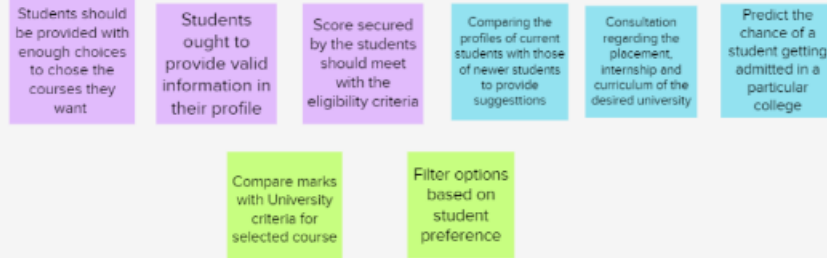 Students should
be provided with
enough choices
to chose the
courses they
want
Students
ought to
provide valid
information in
their profile
Score secured
by the students
should meet
with the
eligibility criteria
Comparing the
profiles of current
students with those
of newer students
to provide
suggesttions
Consultation
regarding the
placement,
internship and
curriculum of the
desired university
Predict the
chance of a
student getting
admitted in a
particular
college
Compare marks
with University
criteria for
selected course
Filter options
based on
student
preference